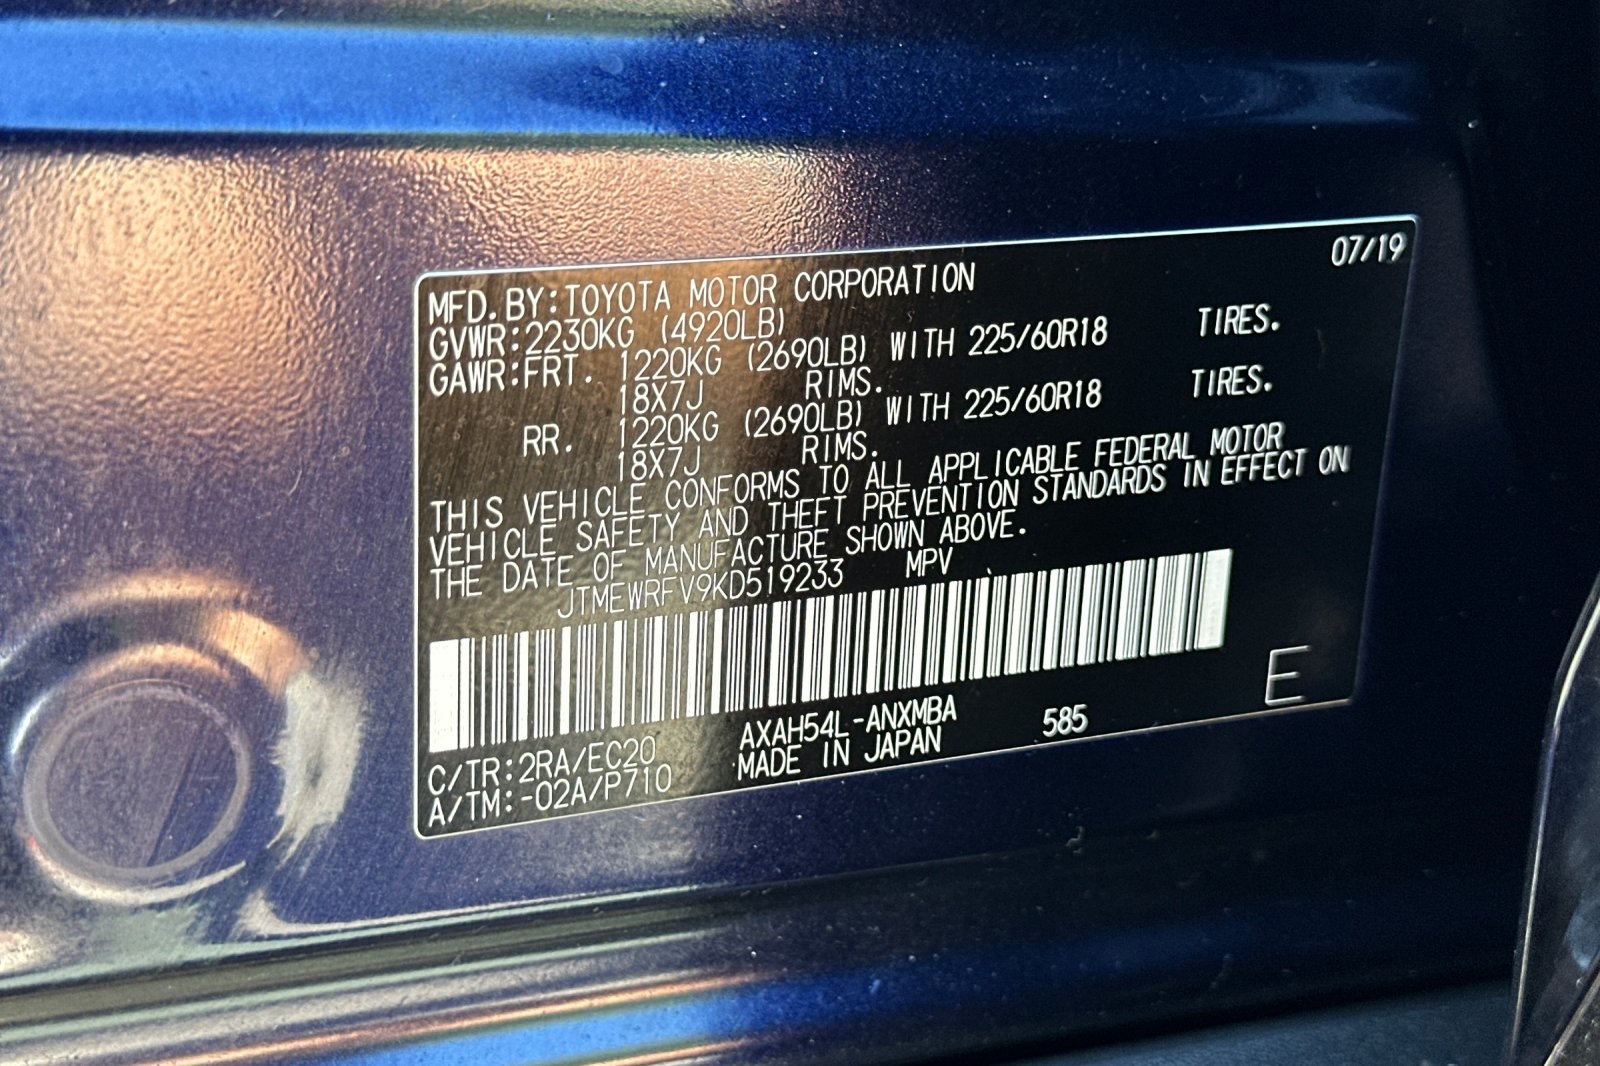 07/19
MFD.BY:TOYOTA MOTOR CORPORATION
GVWR:2230KG (4920LB)
GAWR:FRT. 1220KG (2690LB) WITH 225/60R18 TIRES.
18X7J RIMS.
RR. 1220KG (2690LB) WITH 225/60R18 TIRES.
18X7J RIMS.
THIS VEHICLE CONFORMS TO ALL APPLICABLE FEDERAL MOTOR
VEHICLE SAFETY AND THEFT PREVENTION STANDARDS IN EFFECT ON
THE DATE OF MANUFACTURE SHOWN ABOVE.
JTMEWRFV9KD519233 MPV
E
C/TR:2RA/EC20 AXAH54L-ANXMBA 585
A/TM:-02A/P710 MADE IN JAPAN